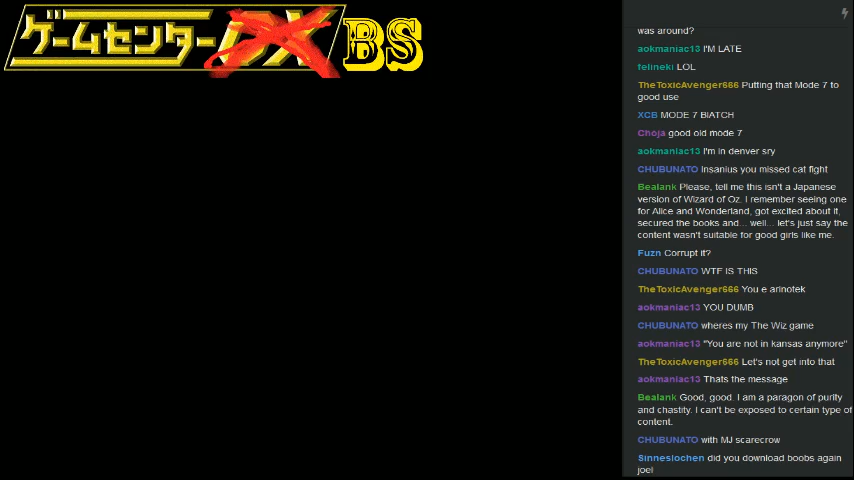 ゲームセンターDX BS
was around?
aokmaniac13 I'M LATE
felineki LOL
TheToxicAvenger666 Putting that Mode 7 to
good use
XCB MODE 7 BIATCH
Choja good old mode 7
aokmaniac13 I'm in denver sry
CHUBUNATO Insanius you missed cat fight
Bealank Please, tell me this isn't a Japanese
version of Wizard of Oz. I remember seeing one
for Alice and Wonderland, got excited about it,
secured the books and... well... let's just say the
content wasn't suitable for good girls like me.
Fuzn Corrupt it?
CHUBUNATO WTF IS THIS
TheToxicAvenger666 You e arinotek
aokmaniac13 YOU DUMB
CHUBUNATO wheres my The Wiz game
aokmaniac13 "You are not in kansas anymore"
TheToxicAvenger666 Let's not get into that
aokmaniac13 Thats the message
Bealank Good, good. I am a paragon of purity
and chastity. I can't be exposed to certain type of
content.
CHUBUNATO with MJ scarecrow
Sinneslochen did you download boobs again
joel